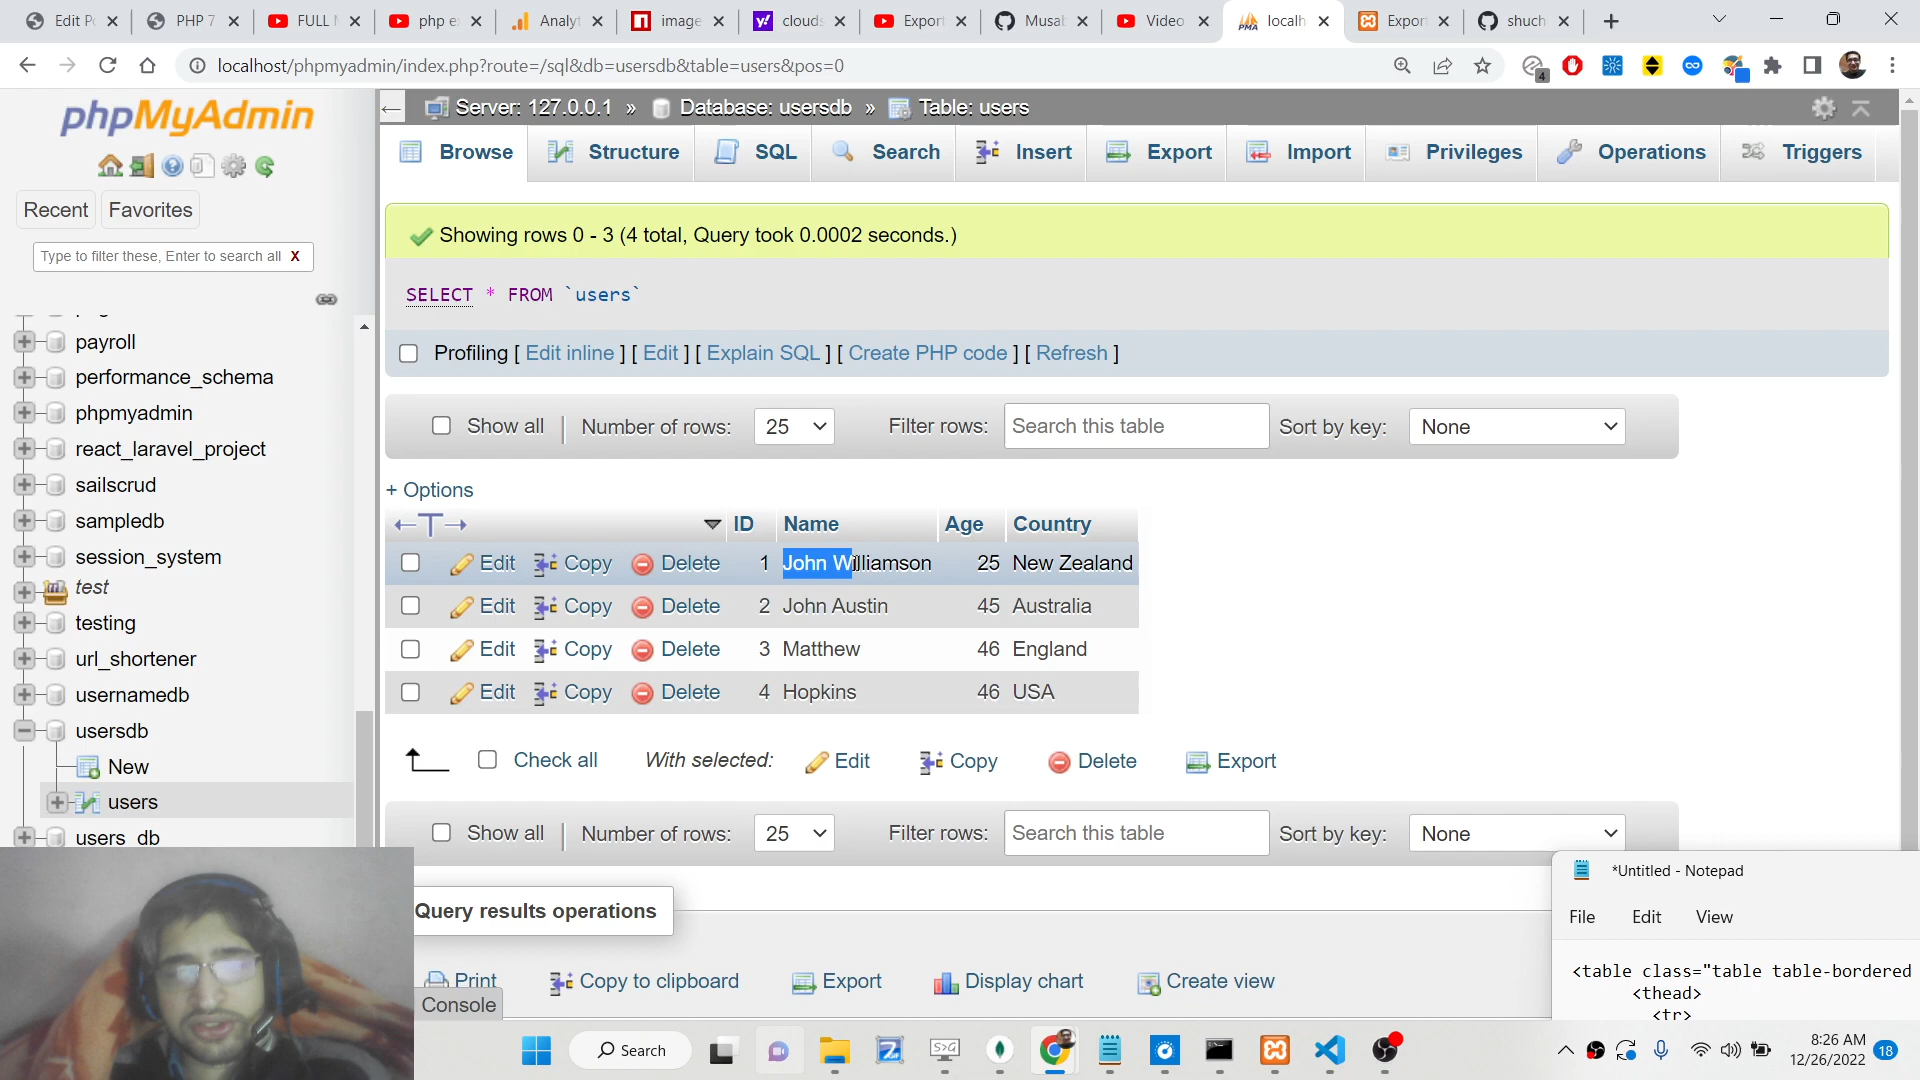 Edit Po
PHP 7
FULL
php e
Analyt
image
cloud
Export
Musab
Video
localh
Export
shuch
localhost/phpmyadmin/index.php?route=/sql&db=usersdb&table=users&pos=0
4
phpMyAdmin
Recent Favorites
Type to filter these, Enter to search all X
payroll
performance_schema
phpmyadmin
react_laravel_project
sailscrud
sampledb
session_system
test
testing
url_shortener
usernamedb
usersdb
New
users
users_db
Server: 127.0.0.1 » Database: usersdb » Table: users
Browse Structure SQL Search Insert Export Import Privileges Operations Triggers
Showing rows 0 - 3 (4 total, Query took 0.0002 seconds.)
SELECT * FROM `users`
Profiling [ Edit inline ] [ Edit ] [ Explain SQL ] [ Create PHP code ] [ Refresh ]
Show all | Number of rows: 25 Filter rows: Search this table Sort by key: None
+ Options
←T→ ID Name Age Country
Edit Copy Delete 1 John Williamson 25 New Zealand
Edit Copy Delete 2 John Austin 45 Australia
Edit Copy Delete 3 Matthew 46 England
Edit Copy Delete 4 Hopkins 46 USA
Check all With selected: Edit Copy Delete Export
Show all | Number of rows: 25 Filter rows: Search this table Sort by key: None
Query results operations
Print Copy to clipboard Export Display chart Create view
Console
*Untitled - Notepad
File Edit View
<table class="table table-bordered
<thead>
<tr>
Search
8:26 AM
12/26/2022
18